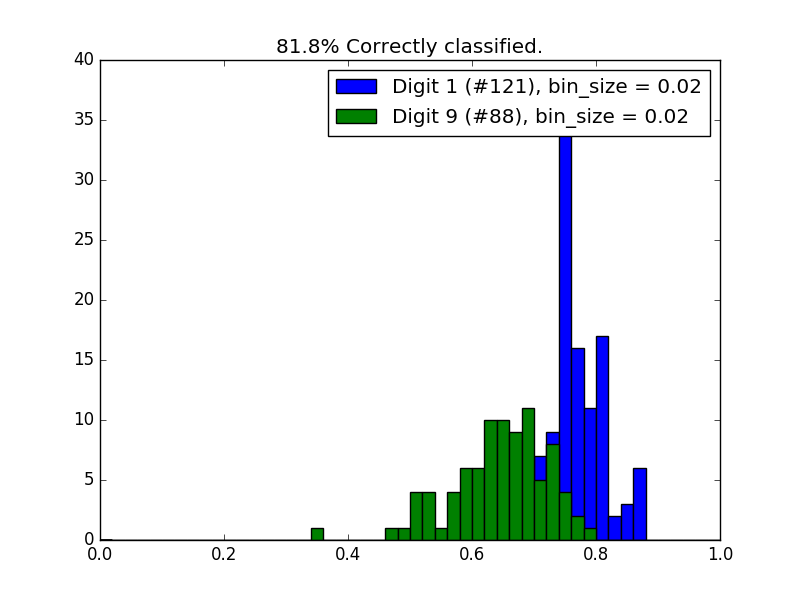 81.8% Correctly classified.
Digit 1 (#121), bin_size = 0.02
Digit 9 (#88), bin_size = 0.02
40
35
30
25
20
15
10
5
0
0.0 0.2 0.4 0.6 0.8 1.0